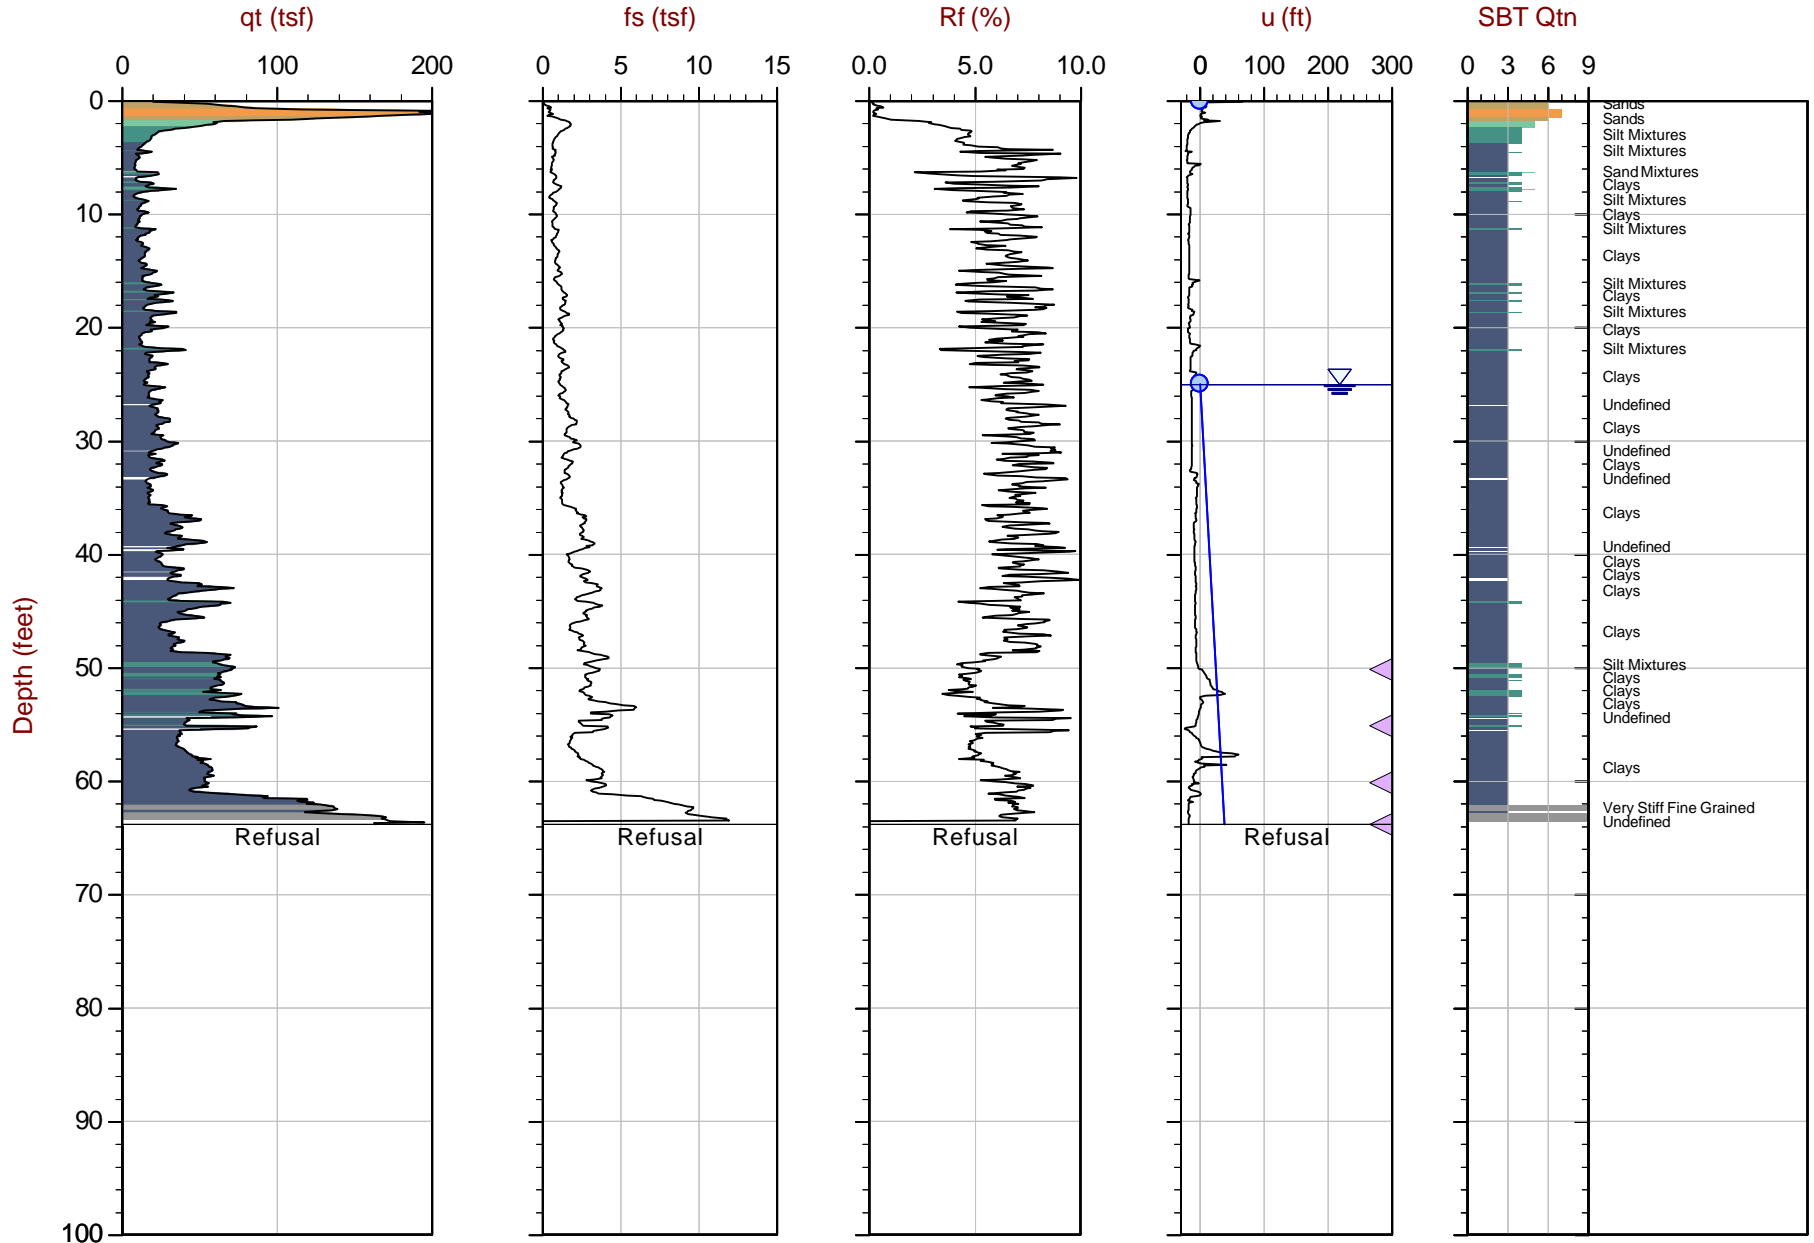 qt (tsf)
fs (tsf)
Rf (%)
u (ft)
SBT Qtn
0 100 200
0 5 10 15
0.0 5.0 10.0
0 100 200 300
0 3 6 9
Depth (feet)
0
10
20
30
40
50
60
70
80
90
100
Sands
Sands
Silt Mixtures
Silt Mixtures
Sand Mixtures
Clays
Silt Mixtures
Clays
Silt Mixtures
Clays
Silt Mixtures
Clays
Silt Mixtures
Clays
Silt Mixtures
Clays
Undefined
Clays
Undefined
Clays
Undefined
Clays
Undefined
Clays
Clays
Clays
Clays
Silt Mixtures
Clays
Clays
Clays
Undefined
Clays
Very Stiff Fine Grained
Undefined
Refusal
Refusal
Refusal
Refusal